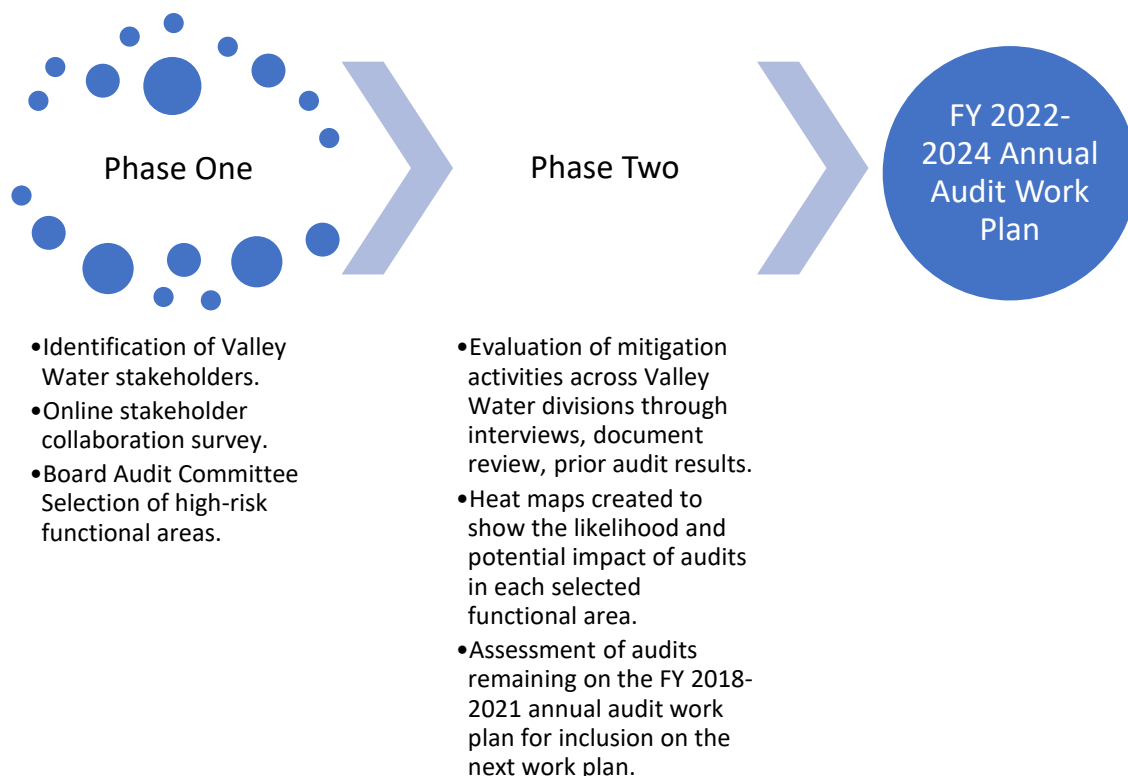 Phase One
Phase Two
FY 2022-
2024 Annual
Audit Work
Plan
•Identification of Valley
Water stakeholders.
•Online stakeholder
collaboration survey.
•Board Audit Committee
Selection of high-risk
functional areas.
•Evaluation of mitigation
activities across Valley
Water divisions through
interviews, document
review, prior audit results.
•Heat maps created to
show the likelihood and
potential impact of audits
in each selected
functional area.
•Assessment of audits
remaining on the FY 2018-
2021 annual audit work
plan for inclusion on the
next work plan.